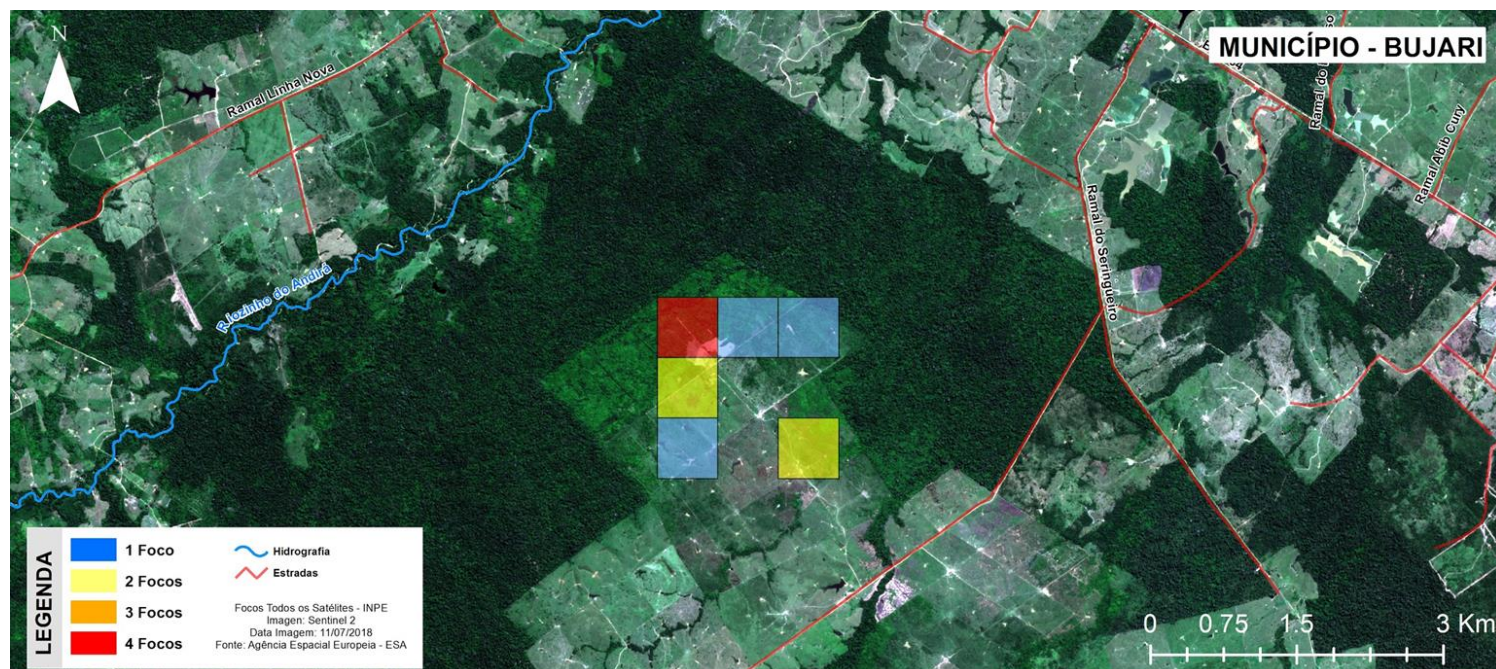 N
MUNICÍPIO - BUJARI
Ramal Linha Nova
Ramal Abib Cury
Ramal do Seringueiro
Riozinho do Andirá
LEGENDA
1 Foco
2 Focos
3 Focos
4 Focos
Hidrografia
Estradas
Focos Todos os Satélites - INPE
Imagen: Sentinel 2
Data Imagem: 11/07/2018
Fonte: Agência Espacial Europeia - ESA
0 0.75 1.5 3 Km